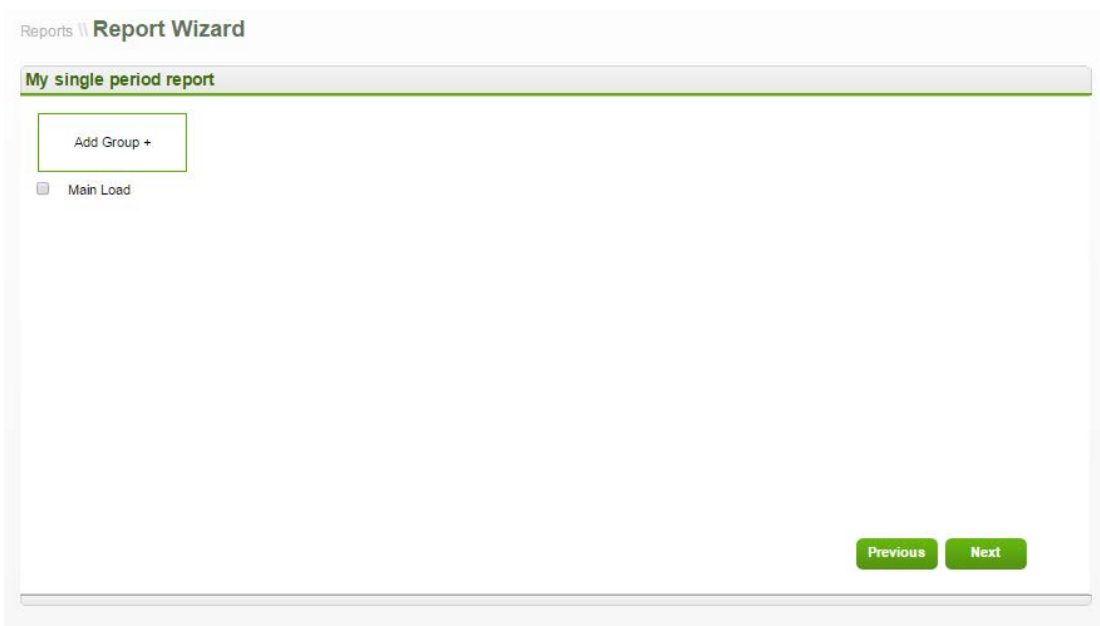 Reports \\ Report Wizard
My single period report
Add Group +
Main Load
Previous Next